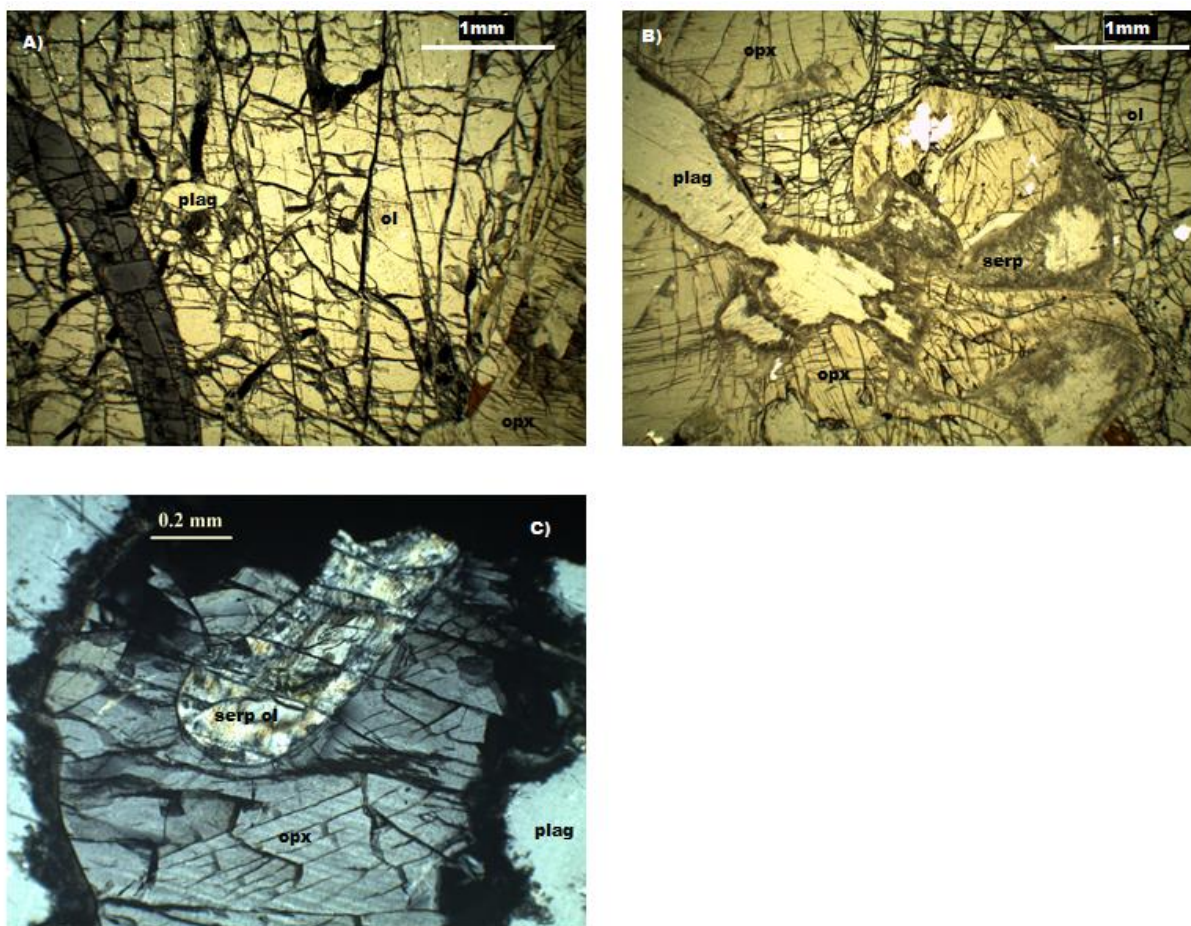 A)
1mm
plag
ol
opx
B)
1mm
opx
ol
plag
serp
opx
0.2 mm
C)
serp ol
opx
plag